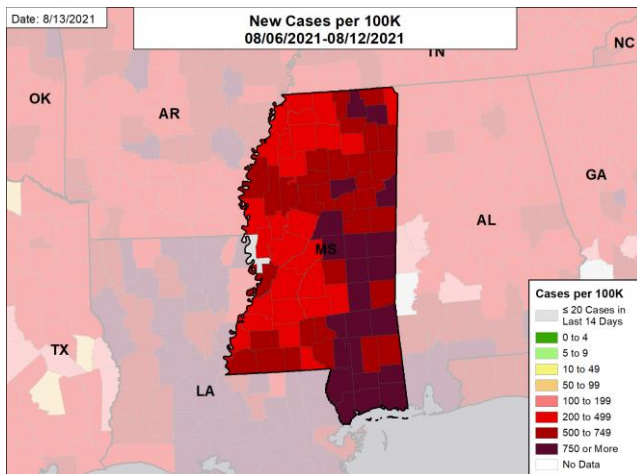 Date: 8/13/2021
New Cases per 100K
08/06/2021-08/12/2021
TN
NC
OK
AR
MS
AL
GA
TX
LA
Cases per 100K
≤ 20 Cases in
Last 14 Days
0 to 4
5 to 9
10 to 49
50 to 99
100 to 199
200 to 499
500 to 749
750 or More
No Data